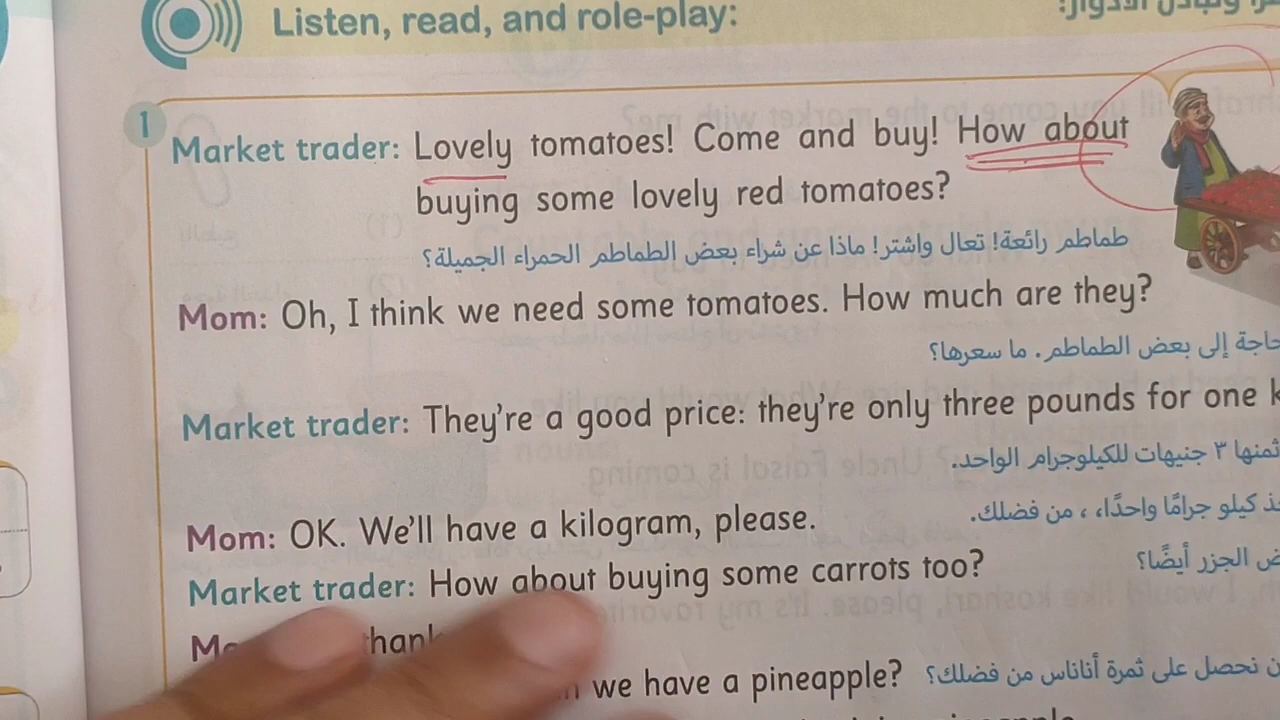 Listen, read, and role-play:
1
Market trader: Lovely tomatoes! Come and buy! How about
buying some lovely red tomatoes?
طماطم رائعة! تعال واشتر! ماذا عن شراء بعض الطماطم الحمراء الجميلة؟
Mom: Oh, I think we need some tomatoes. How much are they?
إلى بعض الطماطم. ما سعرها؟
Market trader: They're a good price: they're only three pounds for one
ثمنها ٣ جنيهات للكيلوجرام الواحد.
Mom: OK. We'll have a kilogram, please.
كيلو جرامًا واحدًا، ، من فضلك.
Market trader: How about buying some carrots too?
الجزر أيضًا؟
we have a pineapple?
نحصل على ثمرة أناناس من فضلك؟